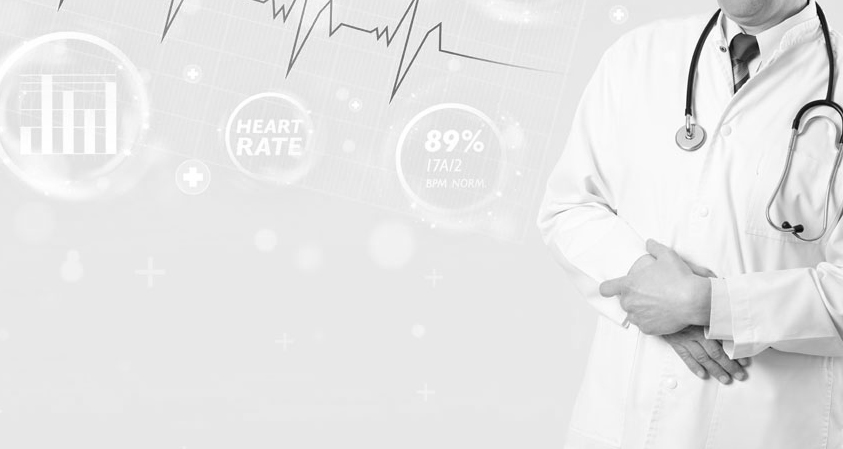 HEART
RATE
89%
17A/2
BPM NORM